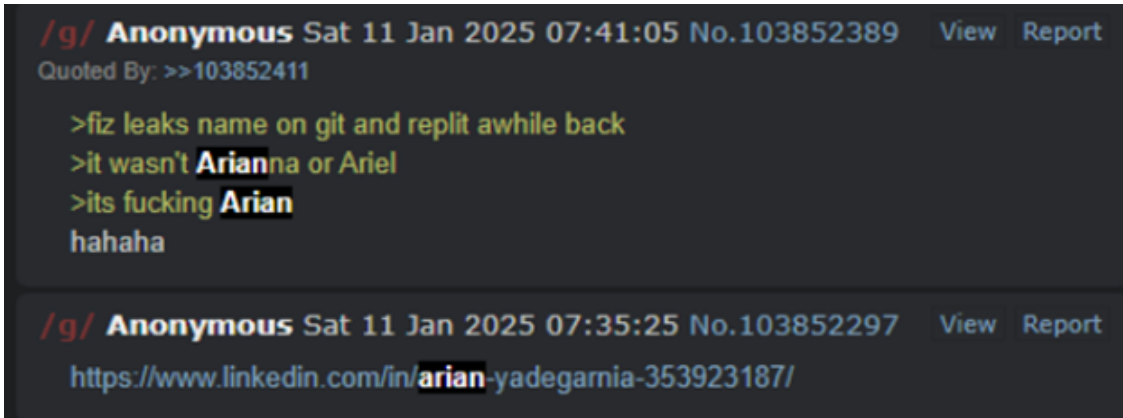 /g/ Anonymous Sat 11 Jan 2025 07:41:05 No.103852389 View Report
Quoted By: >>103852411
>fiz leaks name on git and replit awhile back
>it wasn't Arianna or Ariel
>its fucking Arian
hahaha
/g/ Anonymous Sat 11 Jan 2025 07:35:25 No.103852297 View Report
https://www.linkedin.com/in/arian-yadegarnia-353923187/